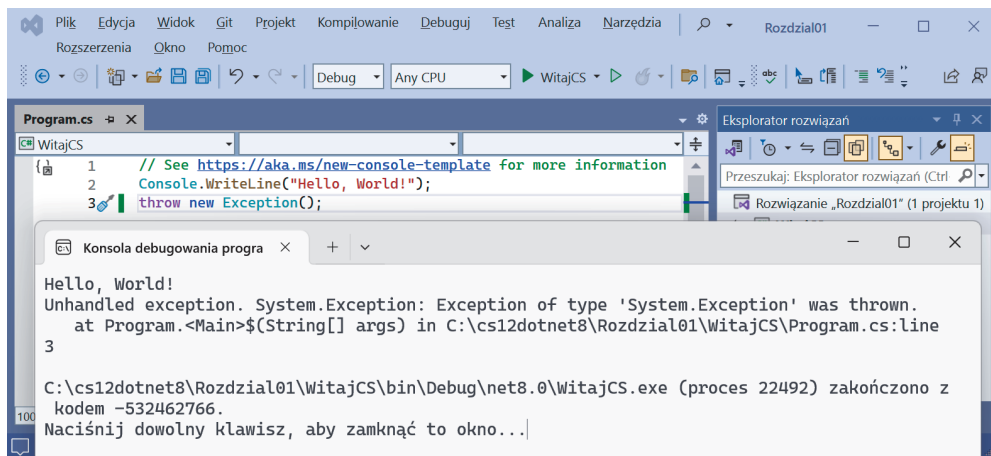 Plik Edycja Widok Git Projekt Kompilowanie Debuguj Test Analiza Narzędzia Rozdzial01
Rozszerzenia Okno Pomoc
Debug Any CPU WitajCS
Program.cs
Eksplorator rozwiązań
C# WitajCS
1 // See https://aka.ms/new-console-template for more information
2 Console.WriteLine("Hello, World!");
3 throw new Exception();
Przeszukaj: Eksplorator rozwiązań (Ctrl
Rozwiązanie „Rozdzial01” (1 projektu 1)
Konsola debugowania progra
Hello, World!
Unhandled exception. System.Exception: Exception of type 'System.Exception' was thrown.
at Program.<Main>$(String[] args) in C:\cs12dotnet8\Rozdzial01\WitajCS\Program.cs:line
3
C:\cs12dotnet8\Rozdzial01\WitajCS\bin\Debug\net8.0\WitajCS.exe (proces 22492) zakończono z
kodem -532462766.
Naciśnij dowolny klawisz, aby zamknąć to okno...
100